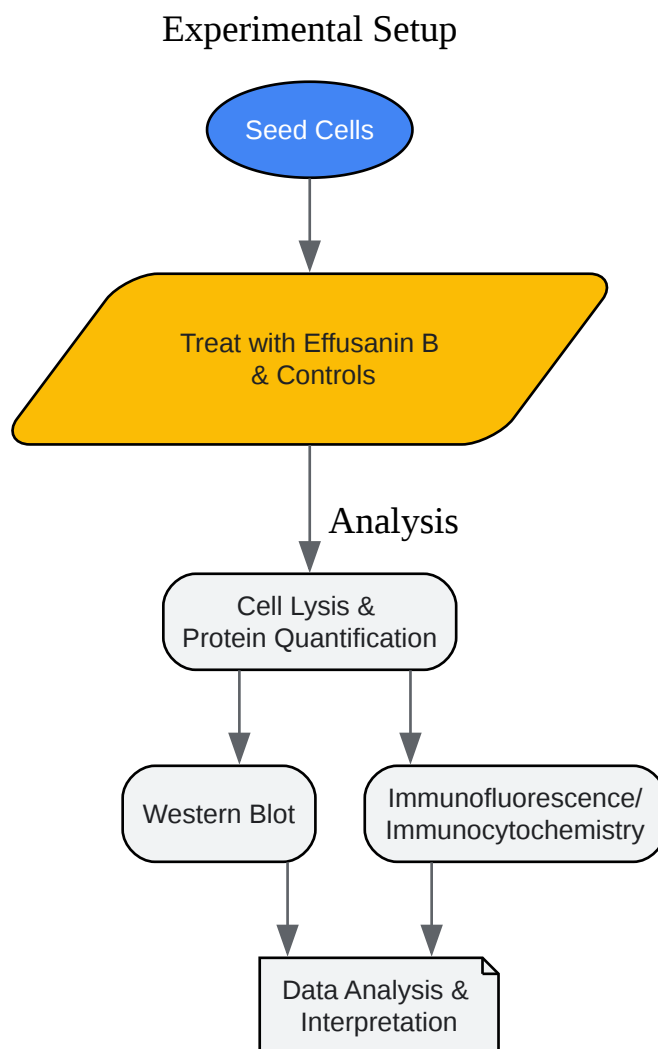 Experimental Setup
Seed Cells
Treat with Effusanin B
& Controls
Analysis
Cell Lysis &
Protein Quantification
Western Blot
Immunofluorescence/
Immunocytochemistry
Data Analysis &
Interpretation